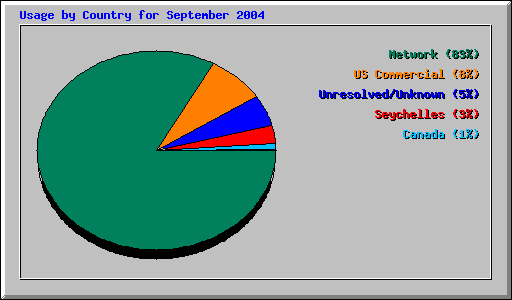 Usage by Country for September 2004
Network (83%)
US Commercial (8%)
Unresolved/Unknown (5%)
Seychelles (3%)
Canada (1%)